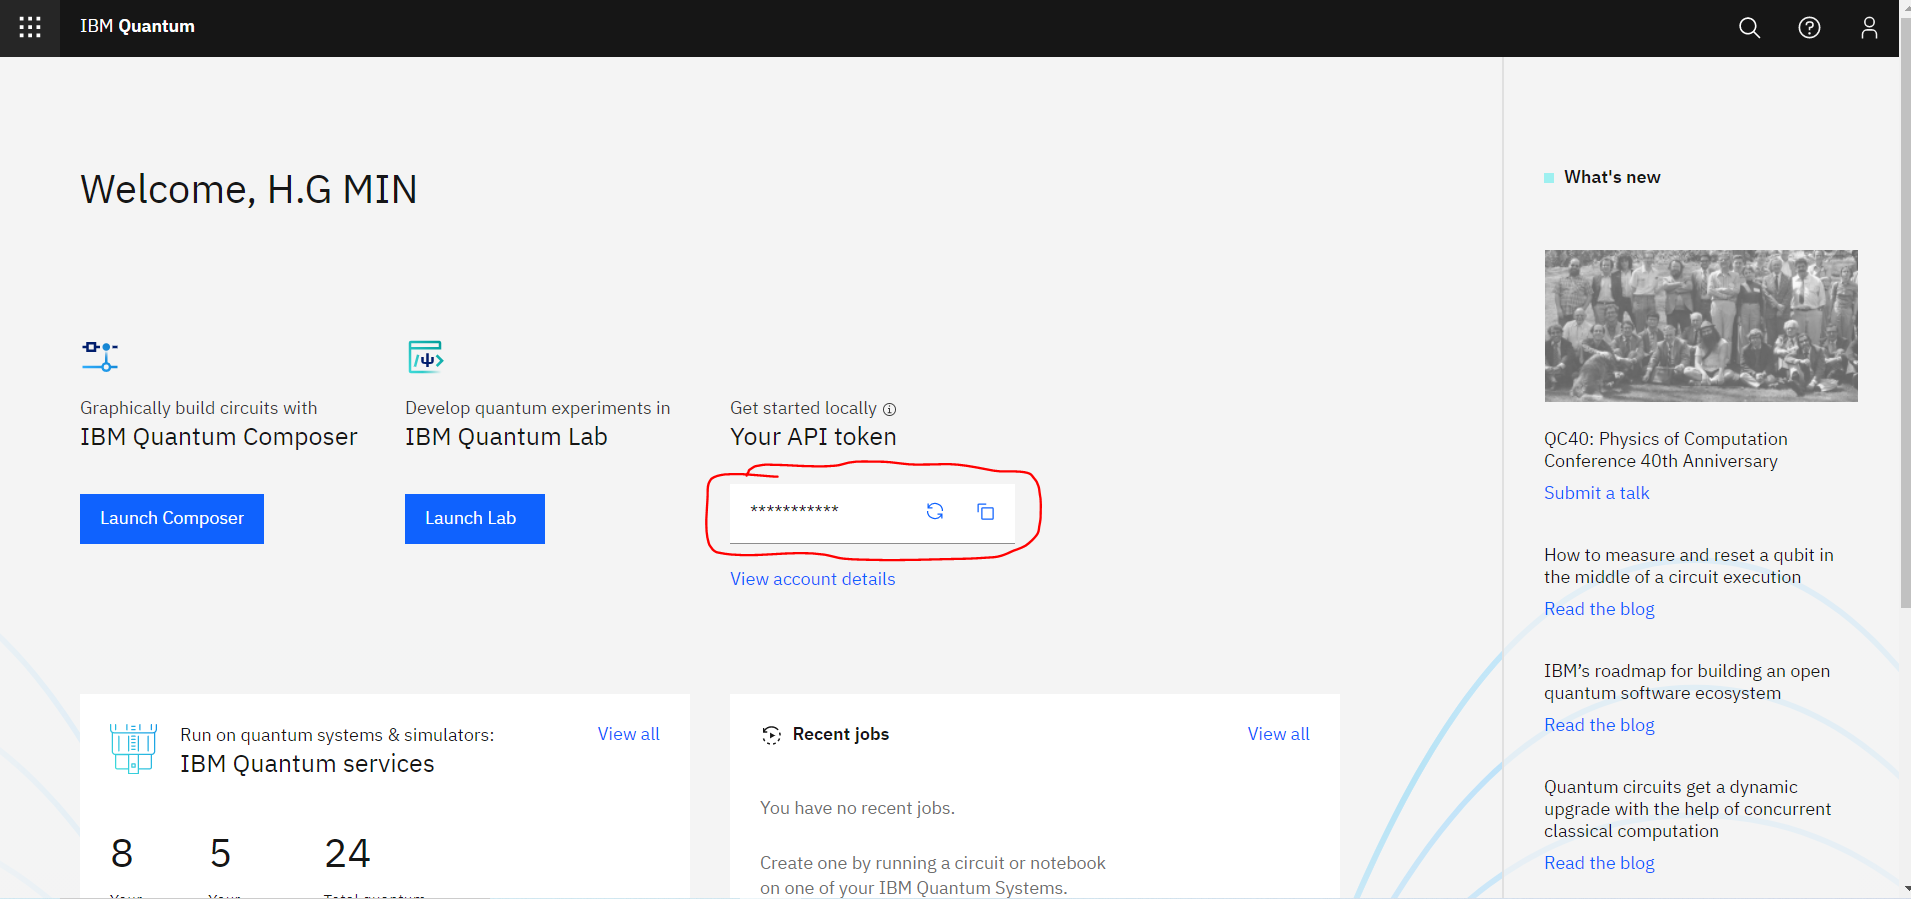 IBM Quantum
Welcome, H.G MIN
Graphically build circuits with
IBM Quantum Composer
Launch Composer
Develop quantum experiments in
IBM Quantum Lab
Launch Lab
Get started locally
Your API token
***********
View account details
Run on quantum systems & simulators:
IBM Quantum services
View all
8
5
24
Your
Your
Total quantum
Recent jobs
View all
You have no recent jobs.
Create one by running a circuit or notebook
on one of your IBM Quantum Systems.
What's new
QC40: Physics of Computation
Conference 40th Anniversary
Submit a talk
How to measure and reset a qubit in
the middle of a circuit execution
Read the blog
IBM’s roadmap for building an open
quantum software ecosystem
Read the blog
Quantum circuits get a dynamic
upgrade with the help of concurrent
classical computation
Read the blog